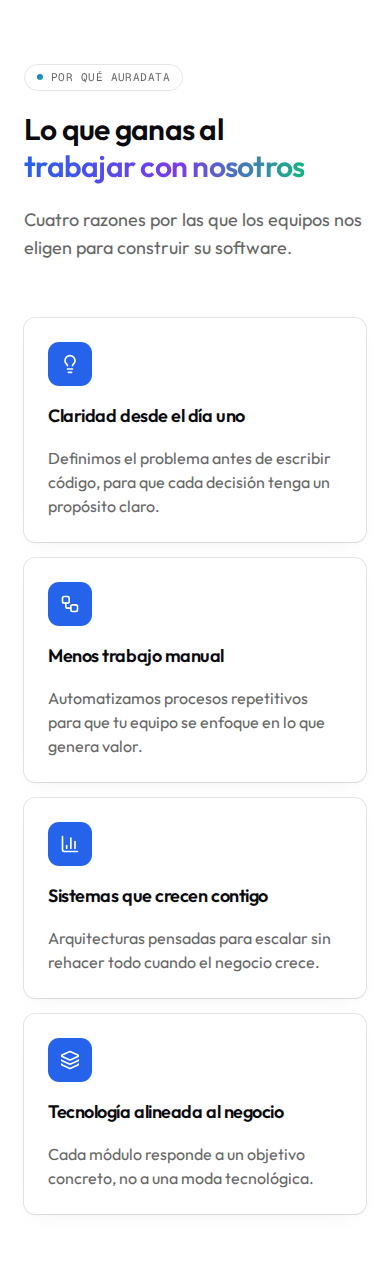 POR QUÉ AURADATA
Lo que ganas al
trabajar con nosotros
Cuatro razones por las que los equipos nos
eligen para construir su software.
Claridad desde el día uno
Definimos el problema antes de escribir
código, para que cada decisión tenga un
propósito claro.
Menos trabajo manual
Automatizamos procesos repetitivos
para que tu equipo se enfoque en lo que
genera valor.
Sistemas que crecen contigo
Arquitecturas pensadas para escalar sin
rehacer todo cuando el negocio crece.
Tecnología alineada al negocio
Cada módulo responde a un objetivo
concreto, no a una moda tecnológica.